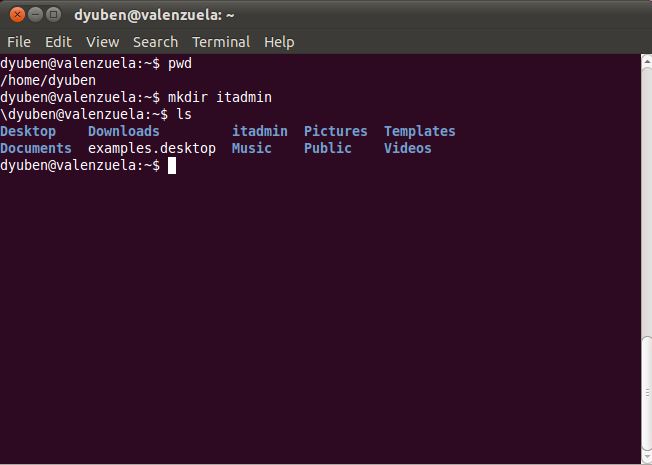 dyuben@valenzuela: ~
File Edit View Search Terminal Help
dyuben@valenzuela:~$ pwd
/home/dyuben
dyuben@valenzuela:~$ mkdir itadmin
\dyuben@valenzuela:~$ ls
Desktop    Downloads         itadmin  Pictures  Templates
Documents  examples.desktop  Music    Public    Videos
dyuben@valenzuela:~$